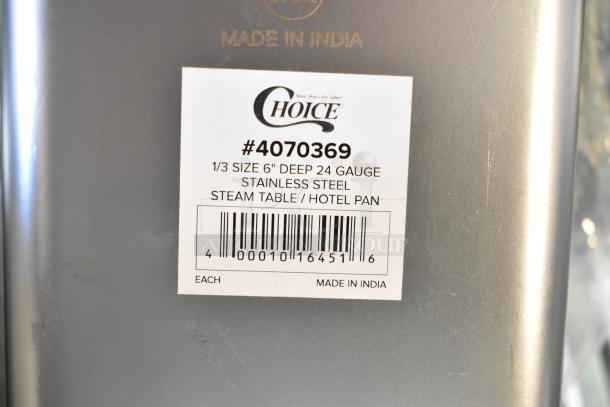 MADE IN INDIA
CHOICE
#4070369
1/3 SIZE 6" DEEP 24 GAUGE
STAINLESS STEEL
STEAM TABLE / HOTEL PAN
4 00010 16451 6
EACH MADE IN INDIA